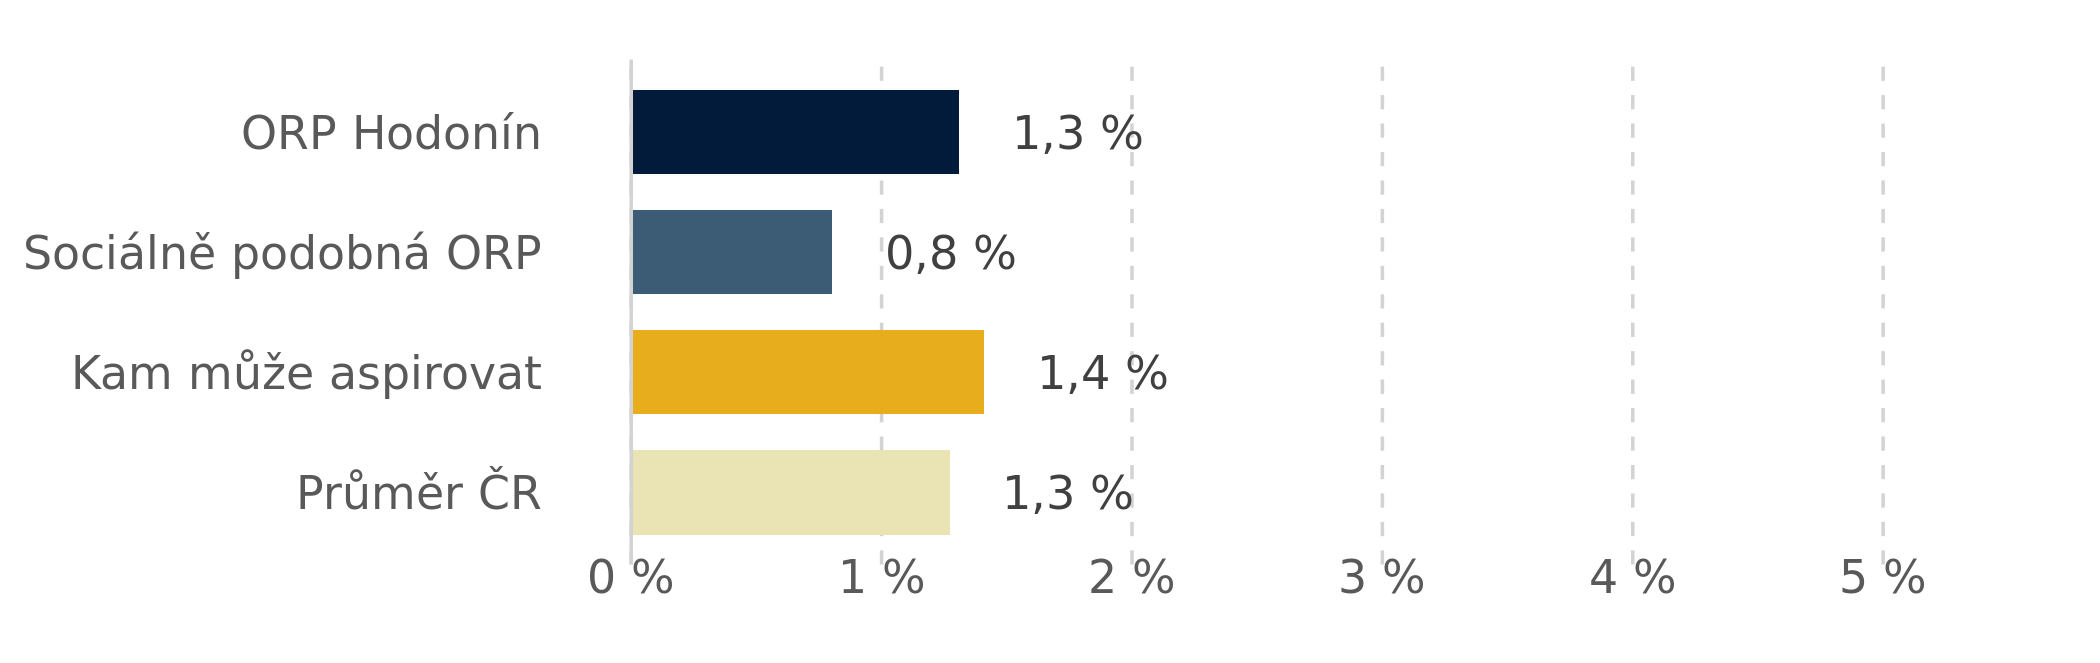 ORP Hodonín 1,3 %
Sociálně podobná ORP 0,8 %
Kam může aspirovat 1,4 %
Průměr ČR 1,3 %
0 % 1 % 2 % 3 % 4 % 5 %